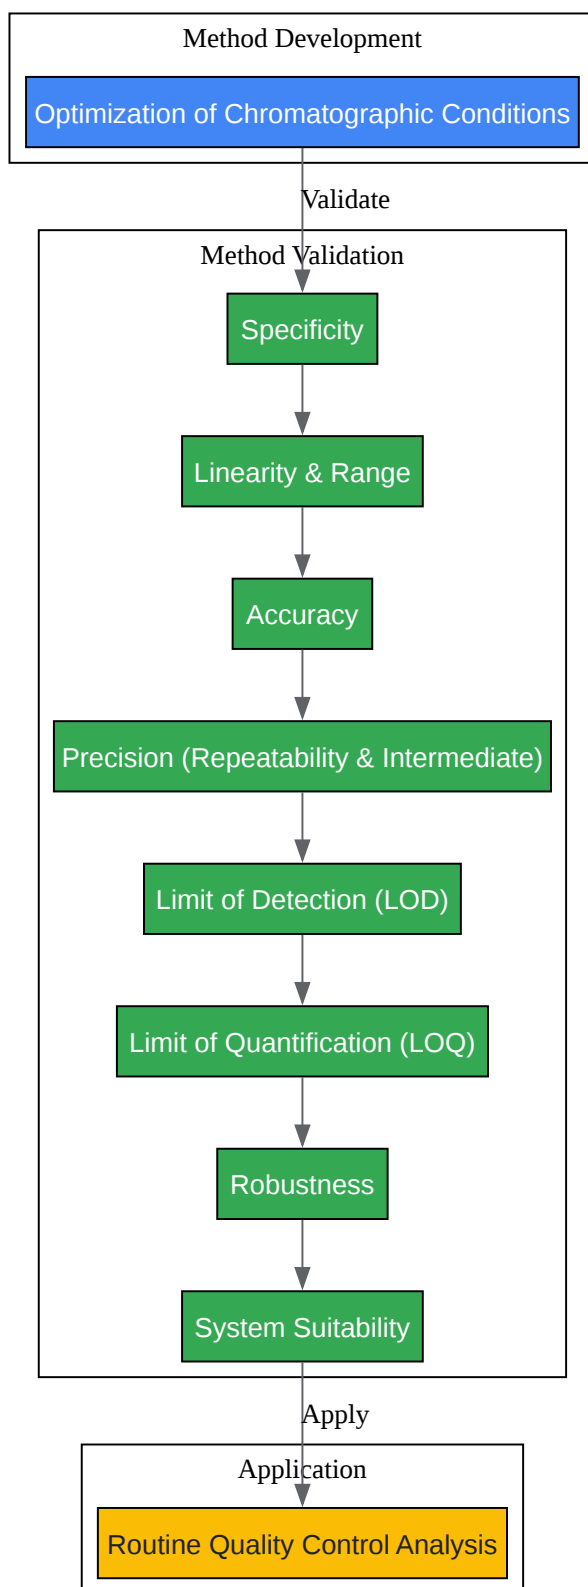 Method Development
Optimization of Chromatographic Conditions
Validate
Method Validation
Specificity
Linearity & Range
Accuracy
Precision (Repeatability & Intermediate)
Limit of Detection (LOD)
Limit of Quantification (LOQ)
Robustness
System Suitability
Apply
Application
Routine Quality Control Analysis